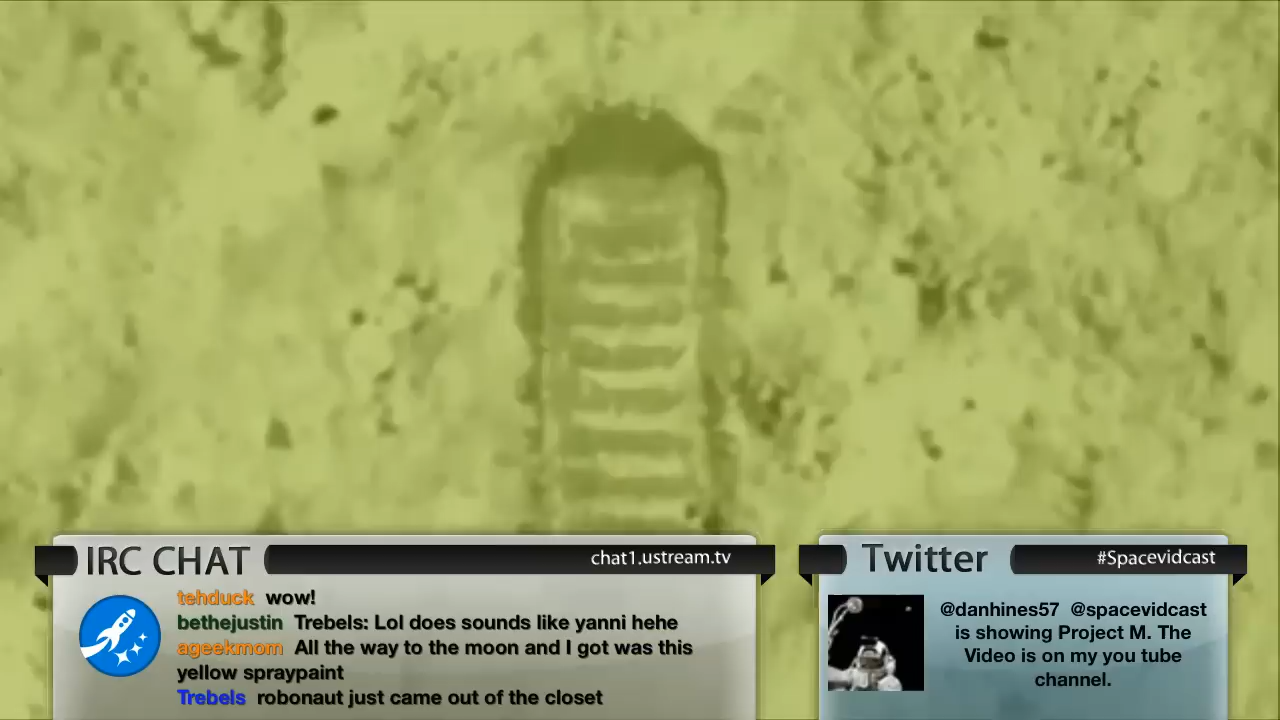 IRC CHAT
chat1.ustream.tv
tehduck wow!
bethejustin Trebels: Lol does sounds like yanni hehe
ageekmom All the way to the moon and I got was this
yellow spraypaint
Trebels robonaut just came out of the closet
Twitter
#Spacevidcast
@danhines57 @spacevidcast
is showing Project M. The
Video is on my you tube
channel.